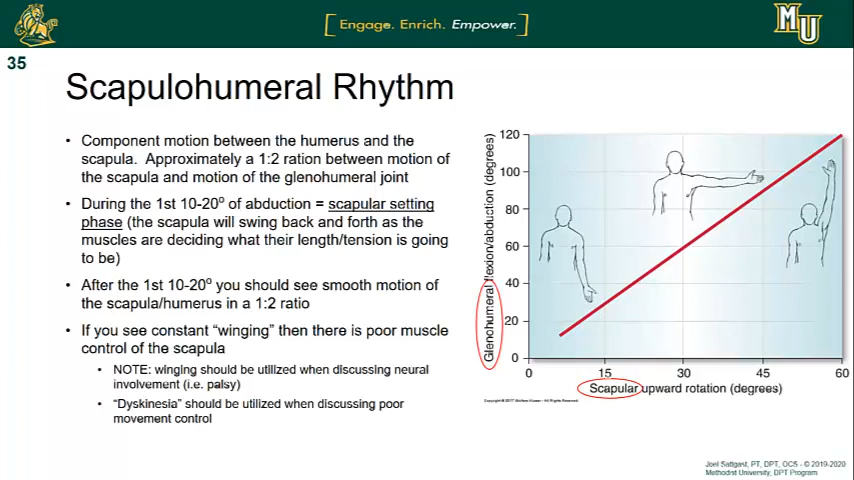 [ Engage. Enrich. Empower. ]
MU
35
Scapulohumeral Rhythm
• Component motion between the humerus and the
scapula. Approximately a 1:2 ration between motion of
the scapula and motion of the glenohumeral joint
• During the 1st 10-20° of abduction = scapular setting
phase (the scapula will swing back and forth as the
muscles are deciding what their length/tension is going
to be)
• After the 1st 10-20° you should see smooth motion of
the scapula/humerus in a 1:2 ratio
• If you see constant “winging” then there is poor muscle
control of the scapula
• NOTE: winging should be utilized when discussing neural
involvement (i.e. palsy)
• “Dyskinesia” should be utilized when discussing poor
movement control
Glenohumeral flexion/abduction (degrees)
120
100
80
60
40
20
0
0 15 30 45 60
Scapular upward rotation (degrees)
Copyright © 2017 Wolters Kluwer - All Rights Reserved.
Joel Sattgast, PT, DPT, OCS - © 2019-2020
Methodist University, DPT Program